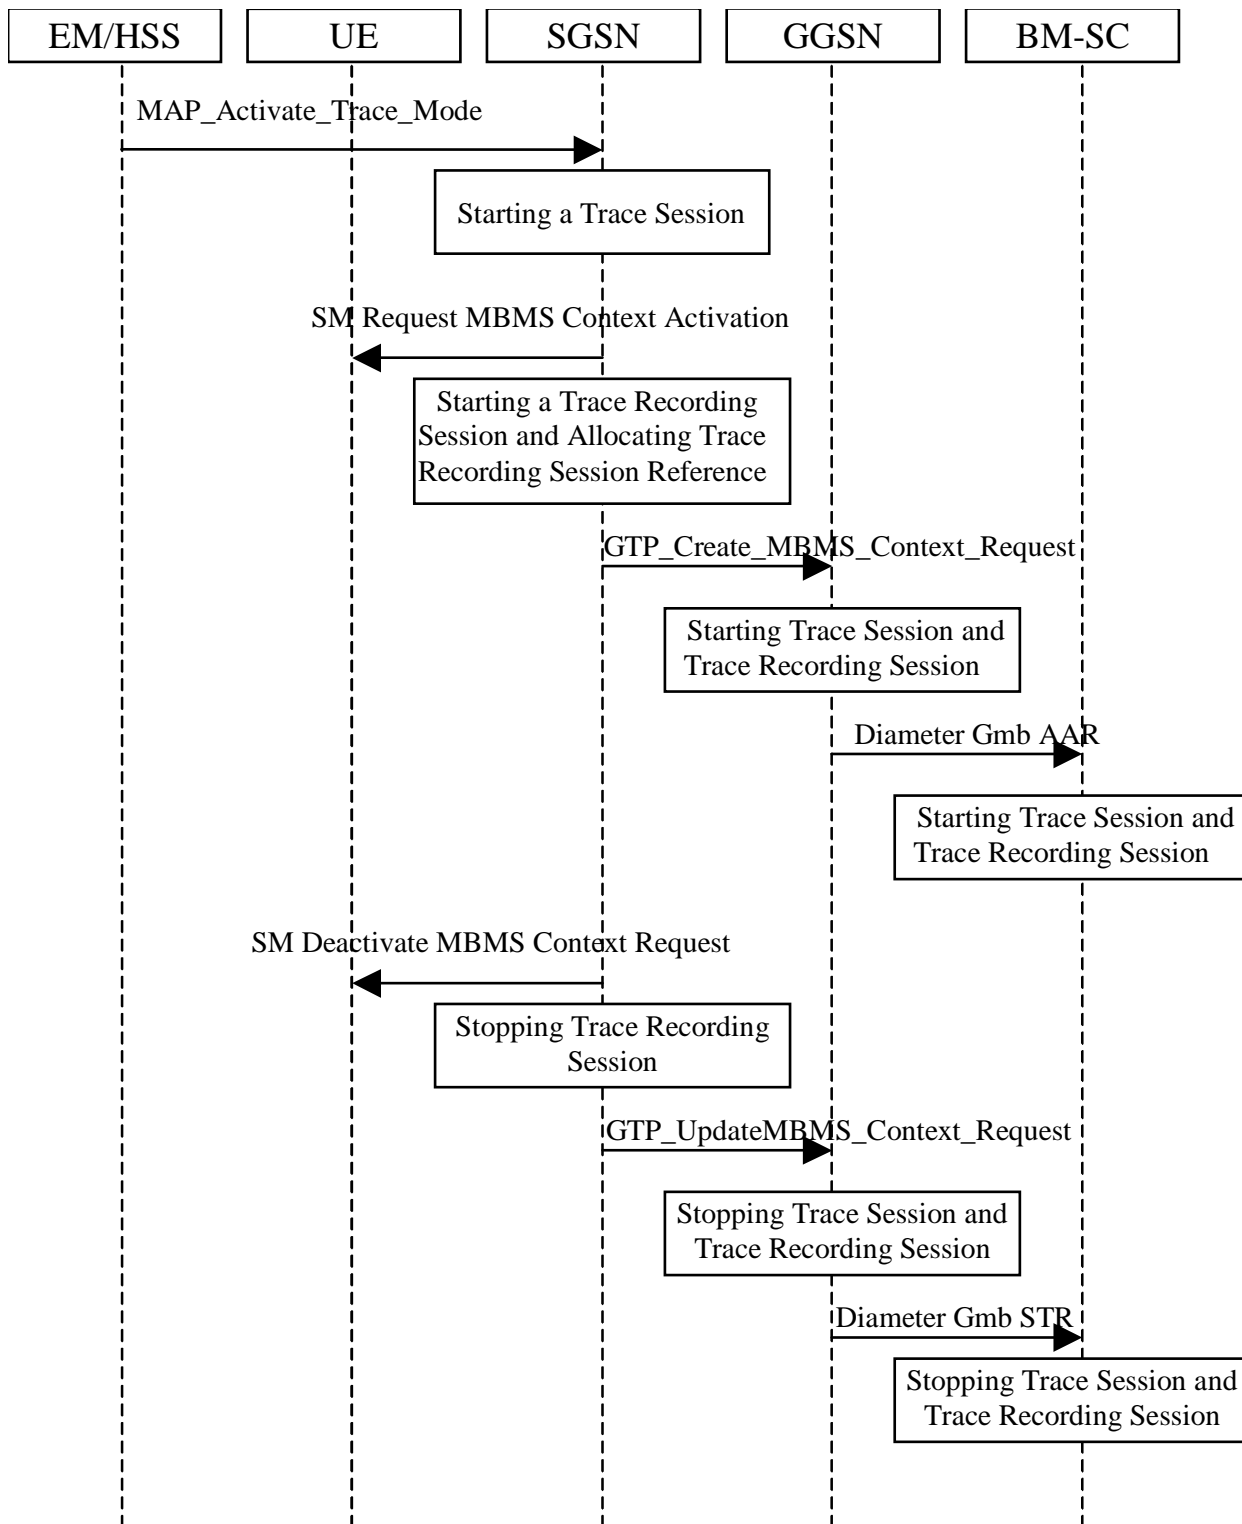 EM/HSS
UE
SGSN
GGSN
BM-SC
MAP_Activate_Trace_Mode
Starting a Trace Session
SM Request MBMS Context Activation
Starting a Trace Recording
Session and Allocating Trace
Recording Session Reference
GTP_Create_MBMS_Context_Request
Starting Trace Session and
Trace Recording Session
Diameter Gmb AAR
Starting Trace Session and
Trace Recording Session
SM Deactivate MBMS Context Request
Stopping Trace Recording
Session
GTP_UpdateMBMS_Context_Request
Stopping Trace Session and
Trace Recording Session
Diameter Gmb STR
Stopping Trace Session and
Trace Recording Session